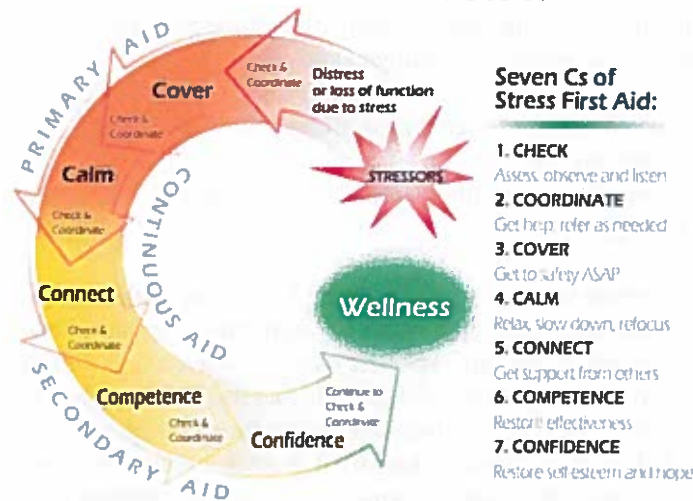 PRIMARY AID
Cover
Check &
Coordinate
Distress
or loss of function
due to stress
STRESSORS
Check &
Coordinate
Calm
CONTINUOUS AID
Check &
Coordinate
Connect
Check &
Coordinate
Wellness
SECONDARY AID
Competence
Check &
Coordinate
Confidence
Continue to
Check &
Coordinate
Seven Cs of
Stress First Aid:
1. CHECK
Assess, observe and listen
2. COORDINATE
Get help, refer as needed
3. COVER
Get to safety ASAP
4. CALM
Relax, slow down, refocus
5. CONNECT
Get support from others
6. COMPETENCE
Restore effectiveness
7. CONFIDENCE
Restore self-esteem and hope